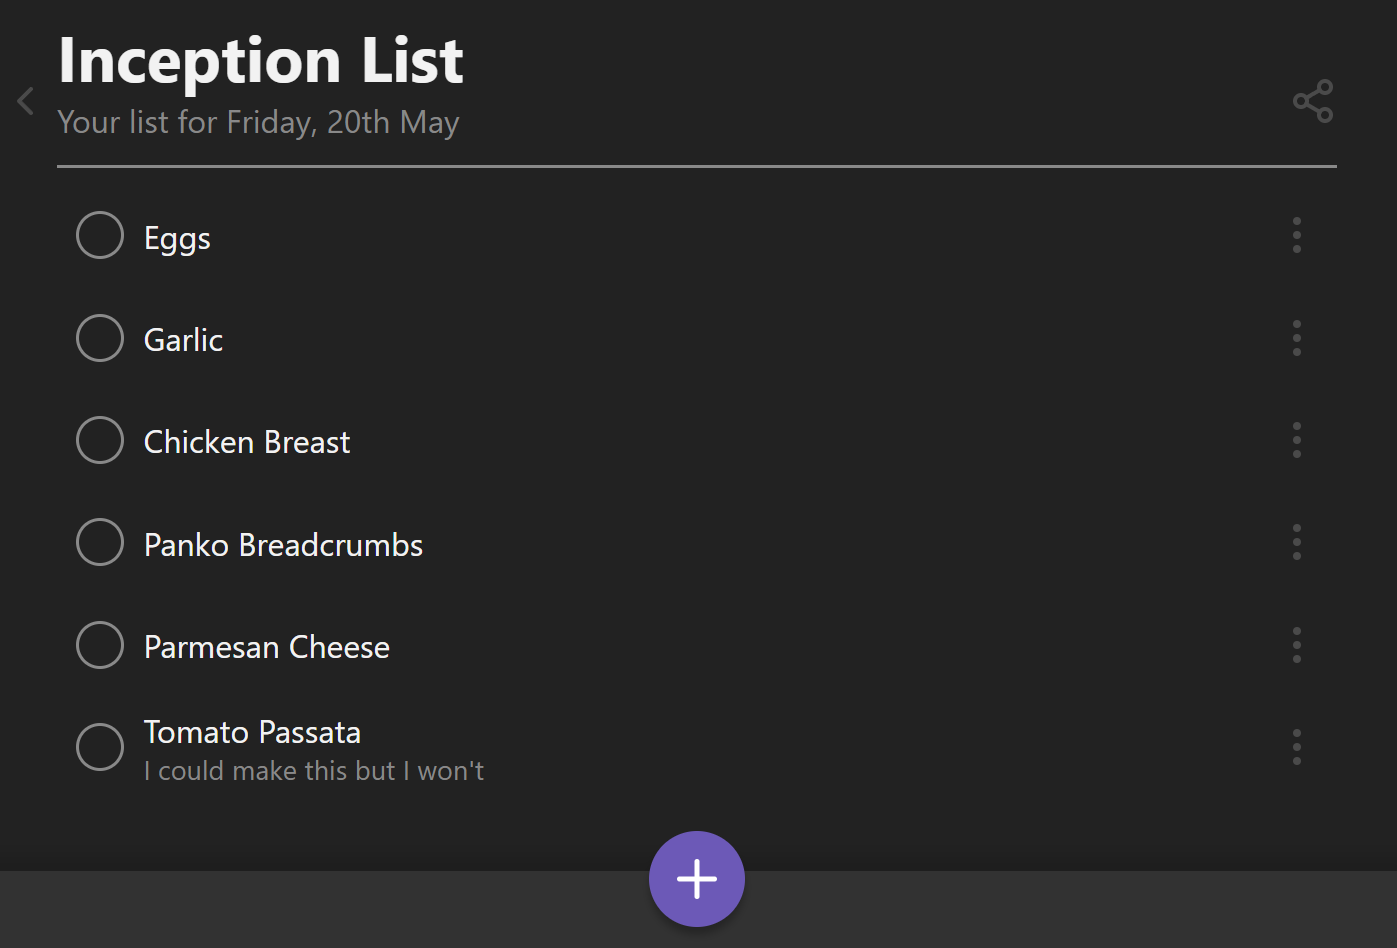 Inception List
Your list for Friday, 20th May
Eggs
Garlic
Chicken Breast
Panko Breadcrumbs
Parmesan Cheese
Tomato Passata
I could make this but I won't